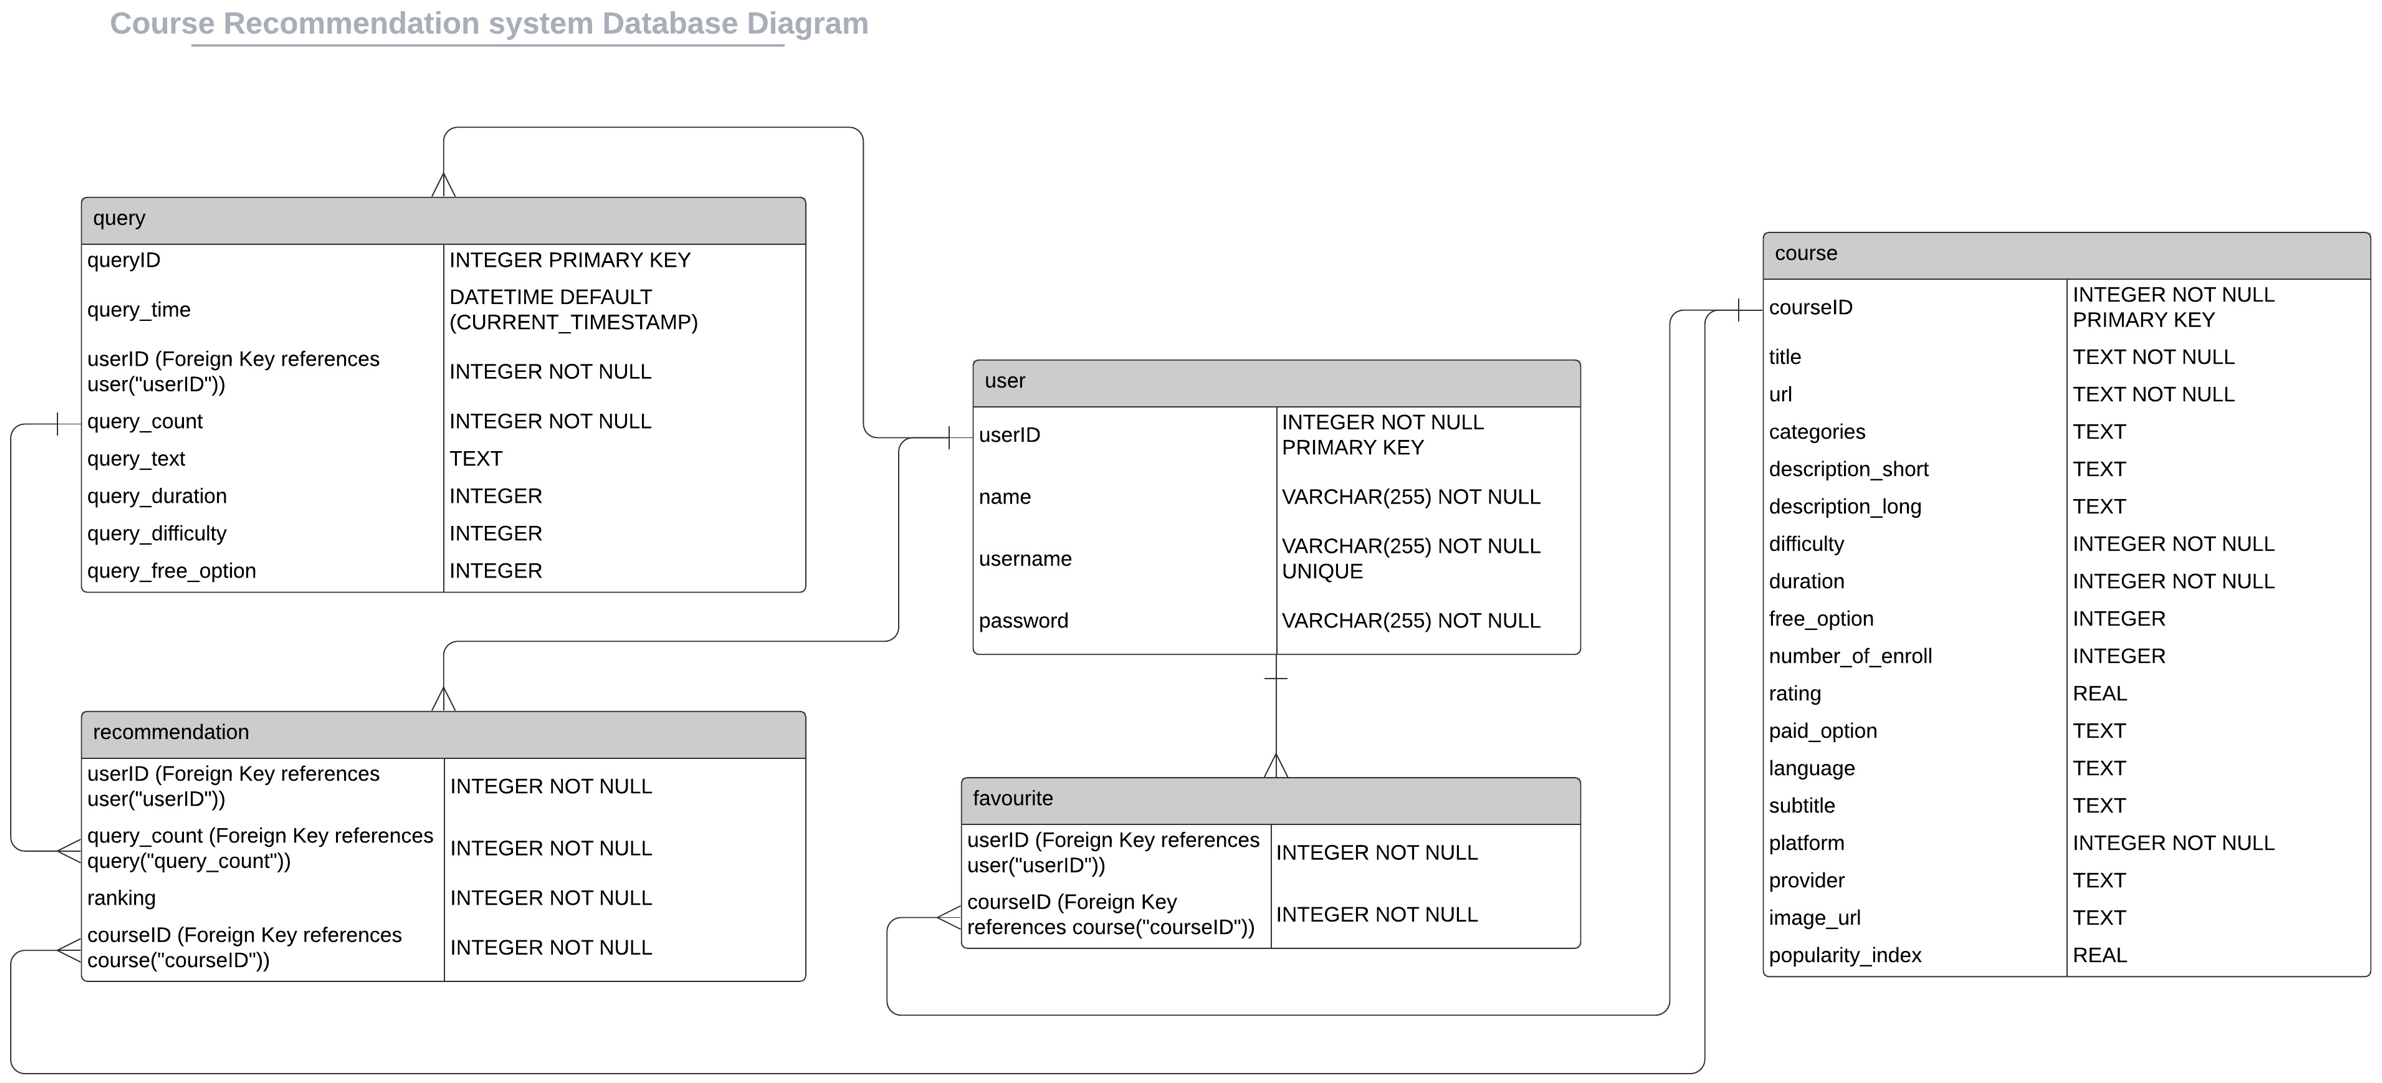 Course Recommendation system Database Diagram
query
queryID
INTEGER PRIMARY KEY
query_time
DATETIME DEFAULT
(CURRENT_TIMESTAMP)
userID (Foreign Key references
user("userID"))
INTEGER NOT NULL
query_count
INTEGER NOT NULL
query_text
TEXT
query_duration
INTEGER
query_difficulty
INTEGER
query_free_option
INTEGER
recommendation
userID (Foreign Key references
user("userID"))
INTEGER NOT NULL
query_count (Foreign Key references
query("query_count"))
INTEGER NOT NULL
ranking
INTEGER NOT NULL
courseID (Foreign Key references
course("courseID"))
INTEGER NOT NULL
user
userID
INTEGER NOT NULL
PRIMARY KEY
name
VARCHAR(255) NOT NULL
username
VARCHAR(255) NOT NULL
UNIQUE
password
VARCHAR(255) NOT NULL
favourite
userID (Foreign Key references
user("userID"))
INTEGER NOT NULL
courseID (Foreign Key
references course("courseID"))
INTEGER NOT NULL
course
courseID
INTEGER NOT NULL
PRIMARY KEY
title
TEXT NOT NULL
url
TEXT NOT NULL
categories
TEXT
description_short
TEXT
description_long
TEXT
difficulty
INTEGER NOT NULL
duration
INTEGER NOT NULL
free_option
INTEGER
number_of_enroll
INTEGER
rating
REAL
paid_option
TEXT
language
TEXT
subtitle
TEXT
platform
INTEGER NOT NULL
provider
TEXT
image_url
TEXT
popularity_index
REAL